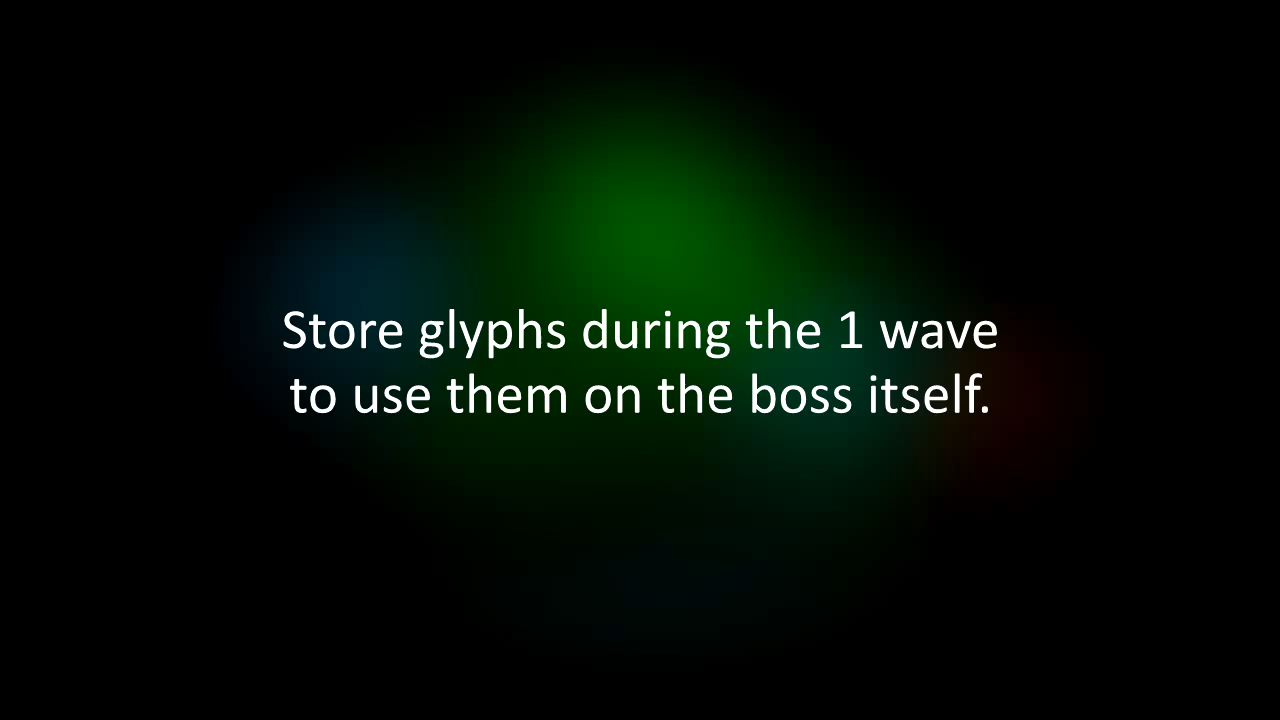 Store glyphs during the 1 wave
to use them on the boss itself.